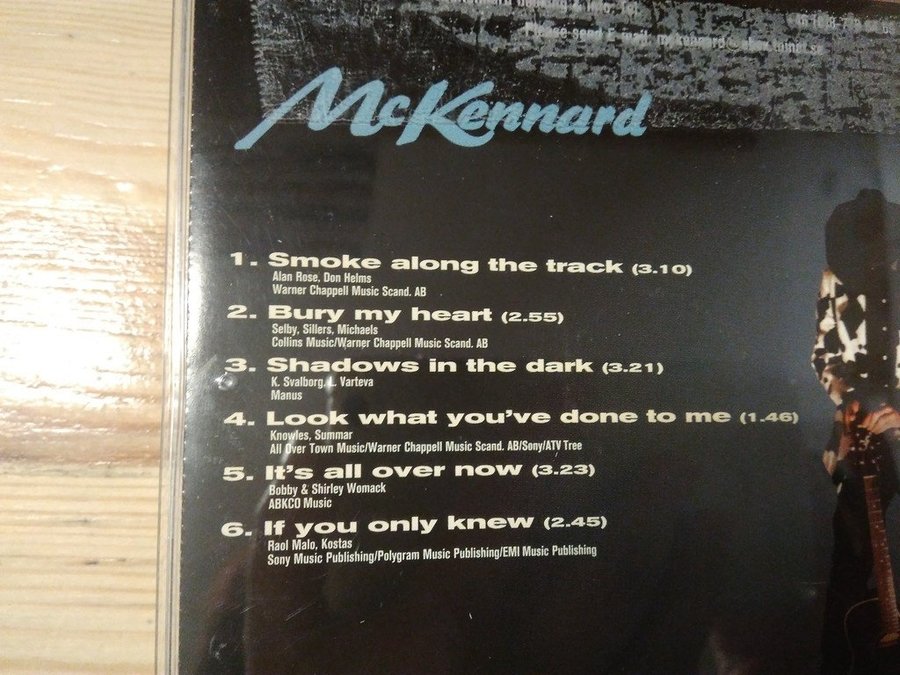 McKennard
1. Smoke along the track (3.10)
Alan Rose, Don Helms
Warner Chappell Music Scand. AB
2. Bury my heart (2.55)
Selby, Sillers, Michaels
Collins Music/Warner Chappell Music Scand. AB
3. Shadows in the dark (3.21)
K. Svalborg, L. Varteva
Manus
4. Look what you've done to me (1.46)
Knowles, Summar
All Over Town Music/Warner Chappell Music Scand. AB/Sony/ATV Tree
5. It's all over now (3.23)
Bobby & Shirley Womack
ABKCO Music
6. If you only knew (2.45)
Raol Malo, Kostas
Sony Music Publishing/Polygram Music Publishing/EMI Music Publishing